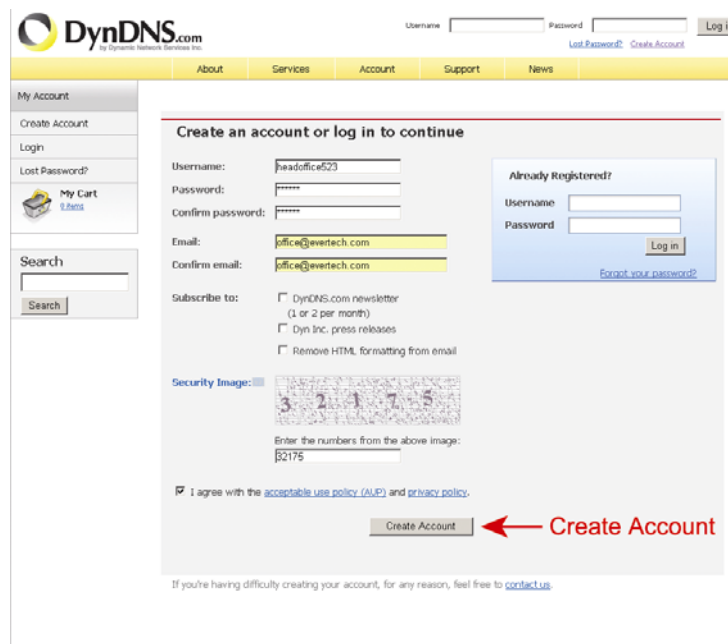 DynDNS.com
by Dynamic Network Services Inc.
Username Password Log i
Lost Password? Create Account
About Services Account Support News
My Account
Create Account
Login
Lost Password?
My Cart
0 items
Search
Search
Create an account or log in to continue
Username: headoffice523
Password: ******
Confirm password: ******
Email: office@evertech.com
Confirm email: office@evertech.com
Subscribe to: DynDNS.com newsletter
(1 or 2 per month)
Dyn Inc. press releases
Remove HTML formatting from email
Security Image:
3 2 1 7 5
Enter the numbers from the above image:
32175
I agree with the acceptable use policy (AUP) and privacy policy.
Create Account
Create Account
Already Registered?
Username
Password
Log in
Forgot your password?
If you're having difficulty creating your account, for any reason, feel free to contact us.